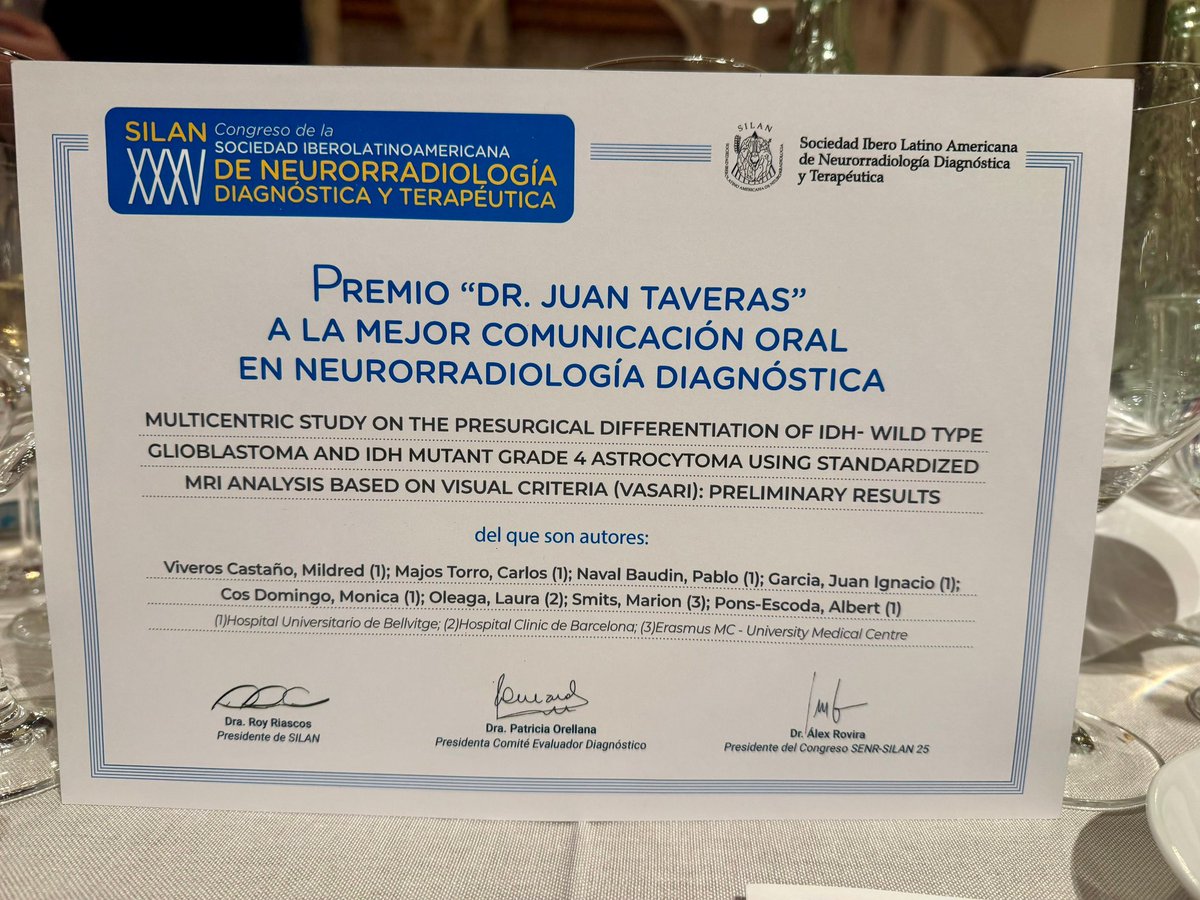 SILAN
XXXV
Congreso de la
SOCIEDAD IBEROLATINOAMERICANA
DE NEURORRADIOLOGÍA
DIAGNÓSTICA Y TERAPÉUTICA
SILAN
Sociedad Ibero Latino Americana
de Neurorradiología Diagnóstica
y Terapéutica
PREMIO “DR. JUAN TAVERAS”
A LA MEJOR COMUNICACIÓN ORAL
EN NEURORRADIOLOGÍA DIAGNÓSTICA
MULTICENTRIC STUDY ON THE PRESURGICAL DIFFERENTIATION OF IDH- WILD TYPE
GLIOBLASTOMA AND IDH MUTANT GRADE 4 ASTROCYTOMA USING STANDARDIZED
MRI ANALYSIS BASED ON VISUAL CRITERIA (VASARI): PRELIMINARY RESULTS
del que son autores:
Viveros Castaño, Mildred (1); Majos Torro, Carlos (1); Naval Baudin, Pablo (1); Garcia, Juan Ignacio (1);
Cos Domingo, Monica (1); Oleaga, Laura (2); Smits, Marion (3); Pons-Escoda, Albert (1)
(1)Hospital Universitario de Bellvitge; (2)Hospital Clinic de Barcelona; (3)Erasmus MC - University Medical Centre
Dra. Roy Riascos
Presidente de SILAN
Dra. Patricia Orellana
Presidenta Comité Evaluador Diagnóstico
Dr. Álex Rovira
Presidente del Congreso SENR-SILAN 25